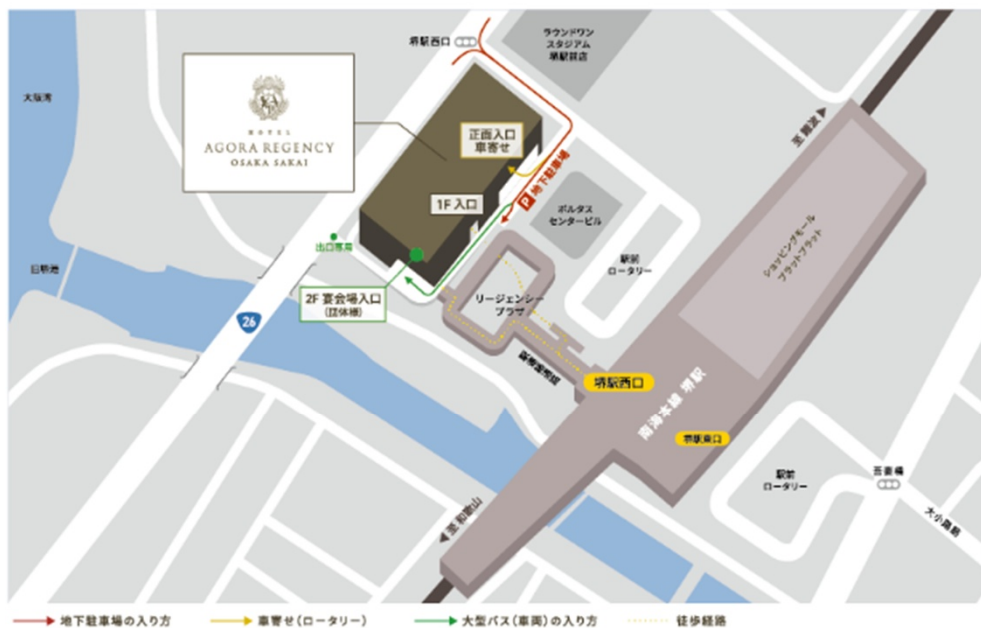 堺駅西口
ラウンドワン
スタジアム
堺駅前店
大阪湾
HOTEL
AGORA REGENCY
OSAKA SAKAI
正面入口
車寄せ
至 難波
P 地下駐車場
1F 入口
ポルタス
センタービル
ショッピングモール
プラットプラット
出口専用
駅前
ロータリー
旧堺港
2F 宴会場入口
(団体様)
リージェンシー
プラザ
26
堺駅西口
南海本線 堺駅
堺駅東口
駅前
ロータリー
吾妻橋
大小路筋
至 和歌山
地下駐車場の入り方
車寄せ(ロータリー)
大型バス(車両)の入り方
徒歩経路